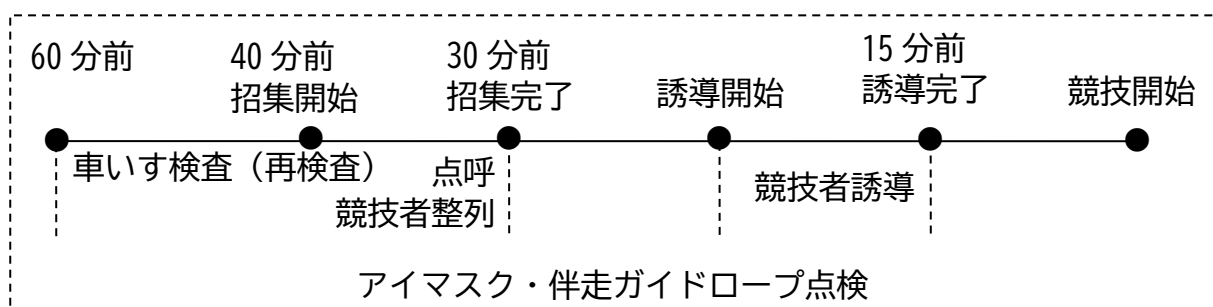 60 分前
40 分前
招集開始
30 分前
招集完了
誘導開始
15 分前
誘導完了
競技開始
車いす検査（再検査）
点呼
競技者整列
競技者誘導
アイマスク・伴走ガイドロープ点検